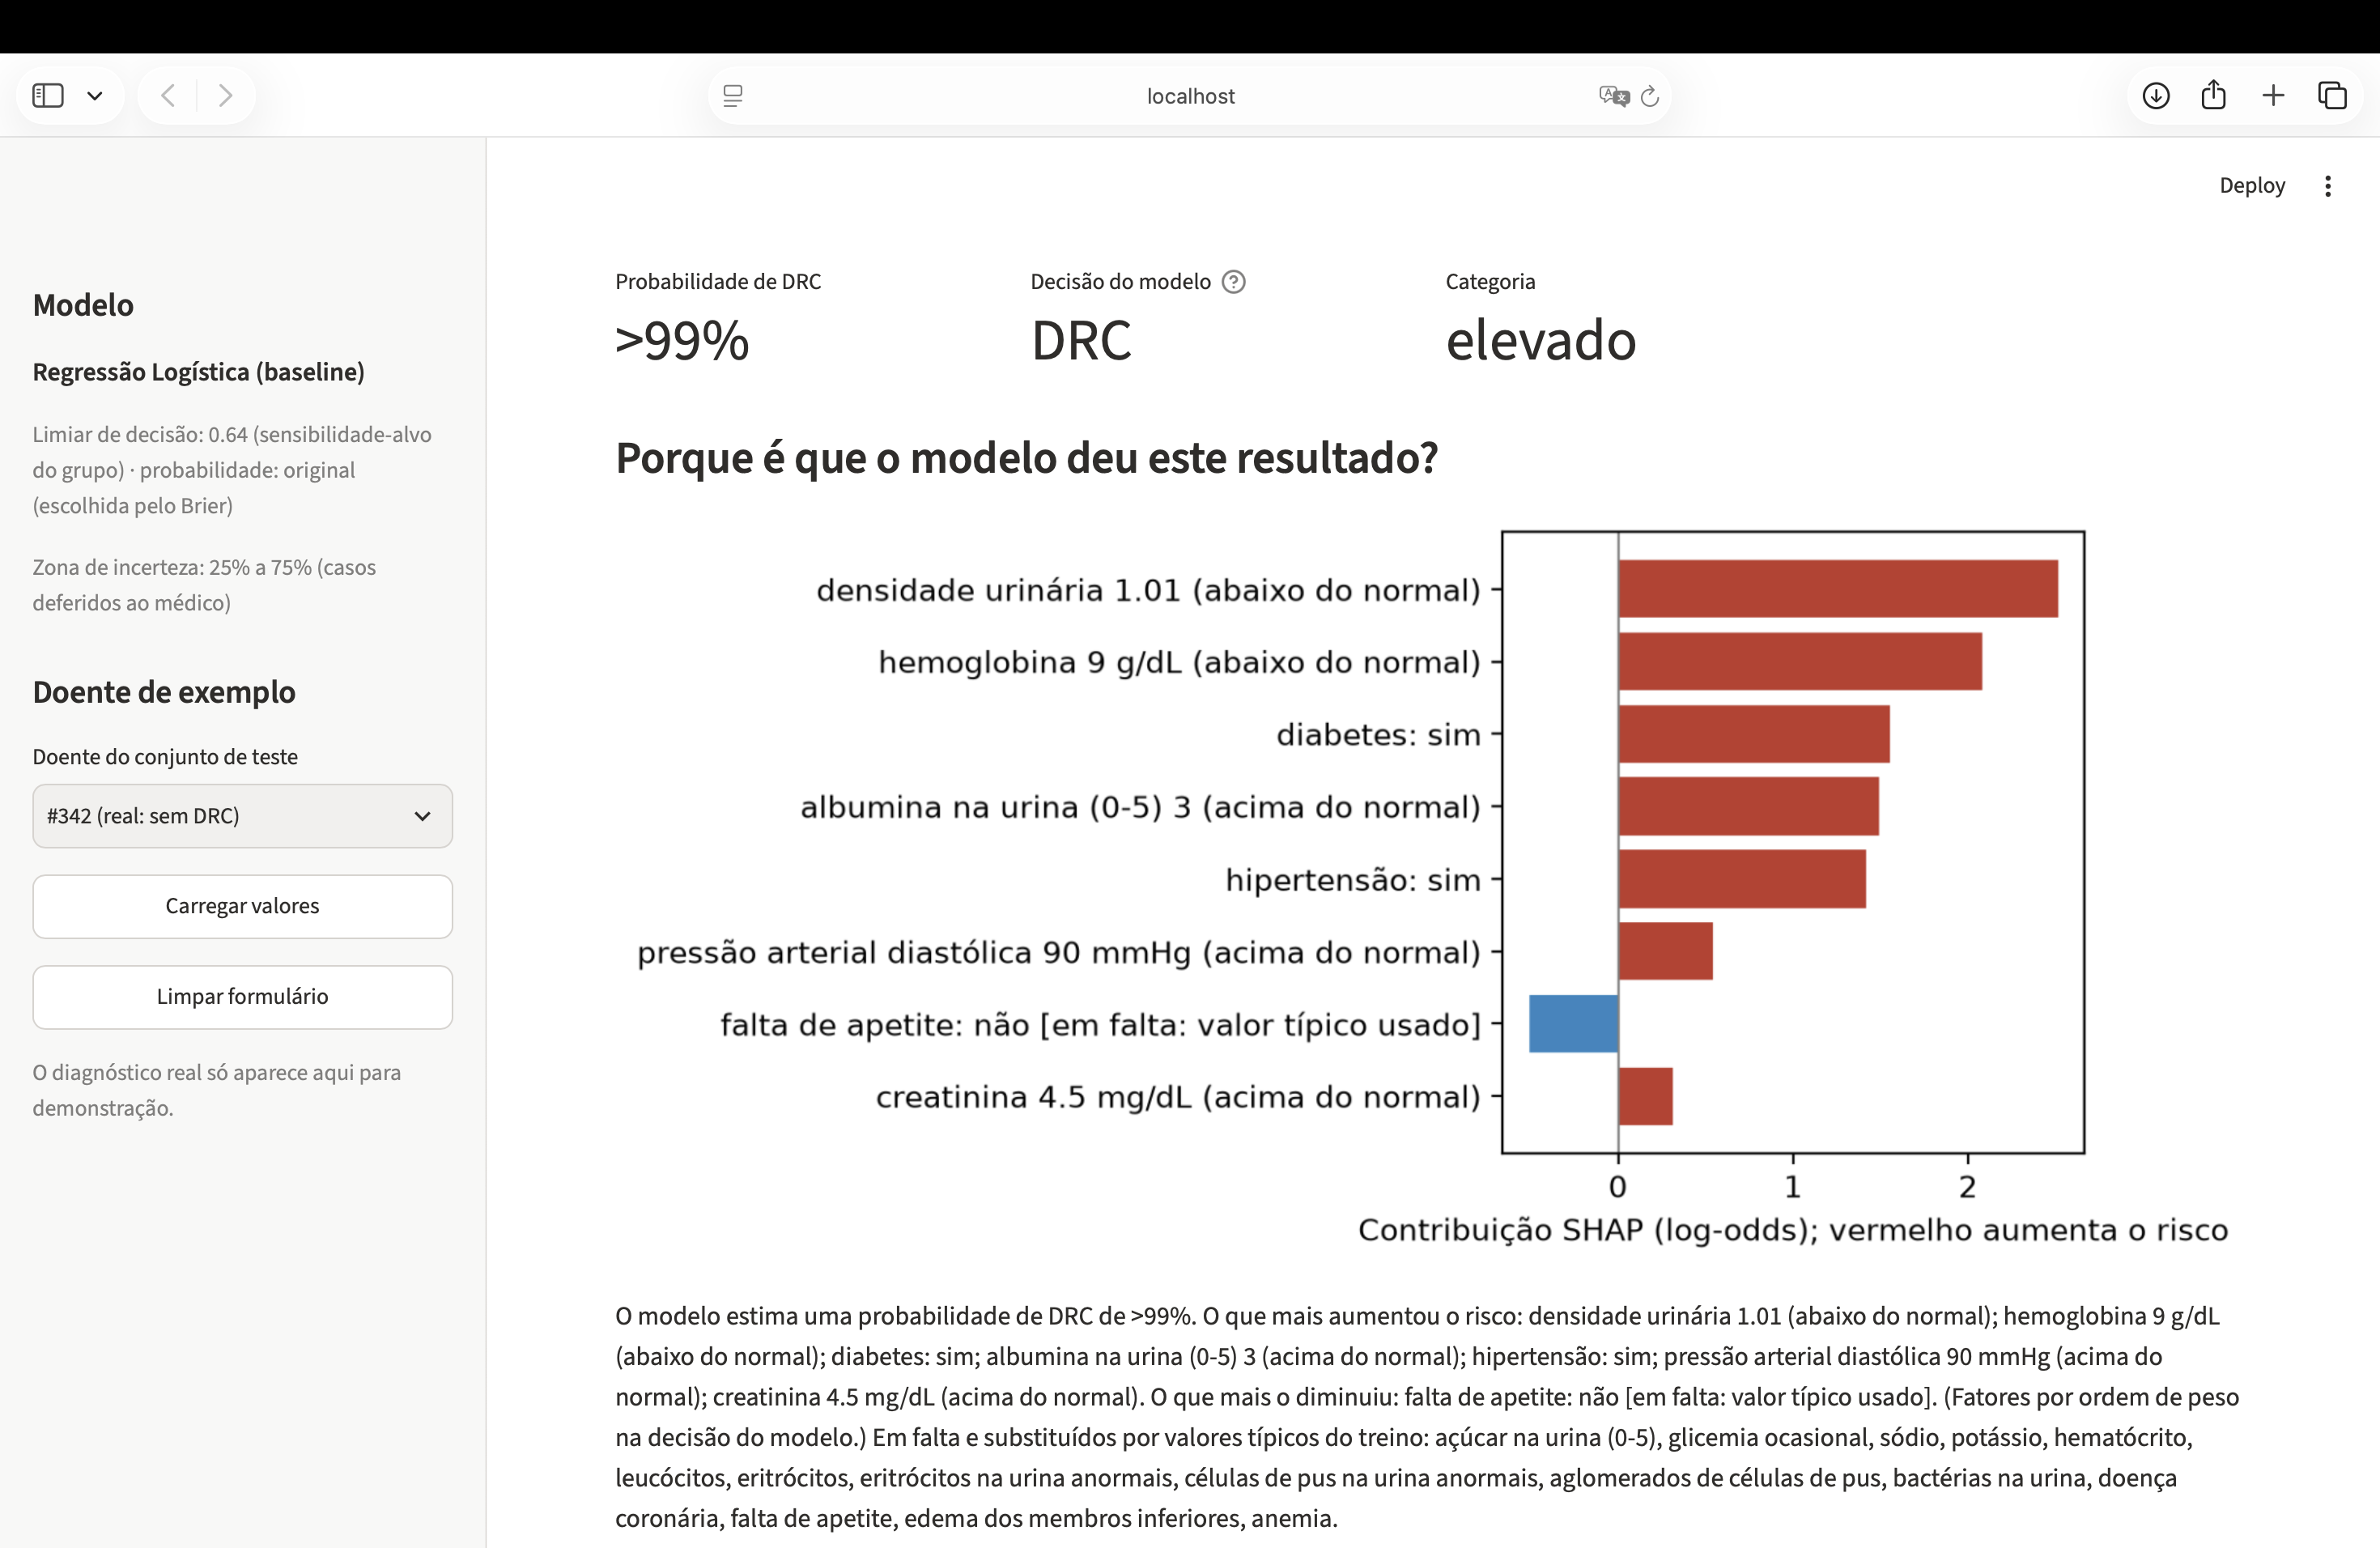 localhost
Deploy
Modelo
Regressão Logística (baseline)
Limiar de decisão: 0.64 (sensibilidade-alvo
do grupo) · probabilidade: original
(escolhida pelo Brier)
Zona de incerteza: 25% a 75% (casos
deferidos ao médico)
Doente de exemplo
Doente do conjunto de teste
#342 (real: sem DRC)
Carregar valores
Limpar formulário
O diagnóstico real só aparece aqui para
demonstração.
Probabilidade de DRC
>99%
Decisão do modelo
DRC
Categoria
elevado
Porque é que o modelo deu este resultado?
densidade urinária 1.01 (abaixo do normal)
hemoglobina 9 g/dL (abaixo do normal)
diabetes: sim
albumina na urina (0-5) 3 (acima do normal)
hipertensão: sim
pressão arterial diastólica 90 mmHg (acima do normal)
falta de apetite: não [em falta: valor típico usado]
creatinina 4.5 mg/dL (acima do normal)
0 1 2
Contribuição SHAP (log-odds); vermelho aumenta o risco
O modelo estima uma probabilidade de DRC de >99%. O que mais aumentou o risco: densidade urinária 1.01 (abaixo do normal); hemoglobina 9 g/dL
(abaixo do normal); diabetes: sim; albumina na urina (0-5) 3 (acima do normal); hipertensão: sim; pressão arterial diastólica 90 mmHg (acima do
normal); creatinina 4.5 mg/dL (acima do normal). O que mais o diminuiu: falta de apetite: não [em falta: valor típico usado]. (Fatores por ordem de peso
na decisão do modelo.) Em falta e substituídos por valores típicos do treino: açúcar na urina (0-5), glicemia ocasional, sódio, potássio, hematócrito,
leucócitos, eritrócitos, eritrócitos na urina anormais, células de pus na urina anormais, aglomerados de células de pus, bactérias na urina, doença
coronária, falta de apetite, edema dos membros inferiores, anemia.